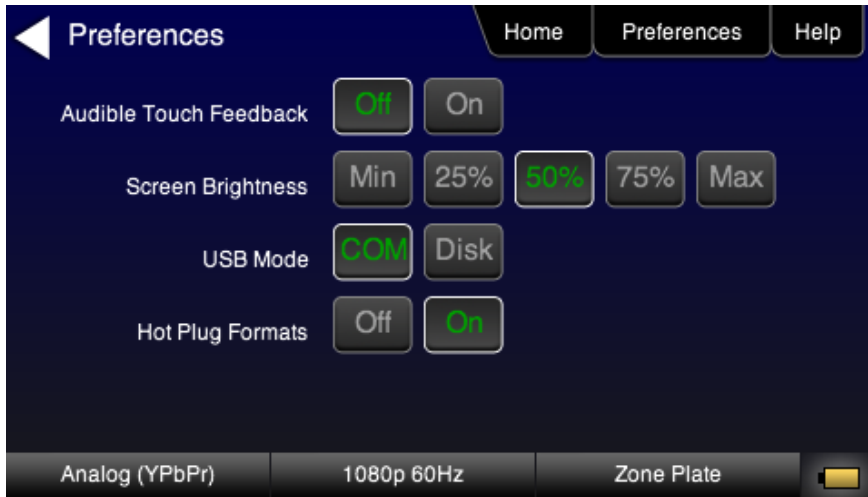 Preferences Home Preferences Help
Audible Touch Feedback Off On
Screen Brightness Min 25% 50% 75% Max
USB Mode COM Disk
Hot Plug Formats Off On
Analog (YPbPr) 1080p 60Hz Zone Plate